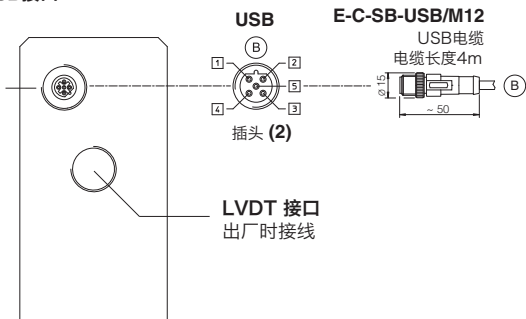 USB
E-C-SB-USB/M12
USB电缆
电缆长度4m
B
1
2
5
4
3
插头 (2)
ø 15
~ 50
B
LVDT 接口
出厂时接线